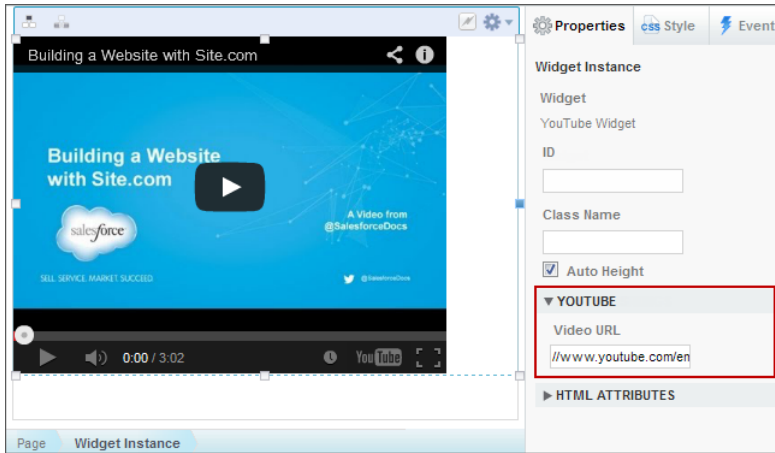 Building a Website with Site.com
Building a Website
with Site.com
salesforce
A Video from
@SalesforceDocs
SELL. SERVICE. MARKET. SUCCEED.
@SalesforceDocs
0:00 / 3:02
YouTube
Page
Widget Instance
Properties
css Style
Event
Widget Instance
Widget
YouTube Widget
ID
Class Name
Auto Height
YOUTUBE
Video URL
//www.youtube.com/en
HTML ATTRIBUTES